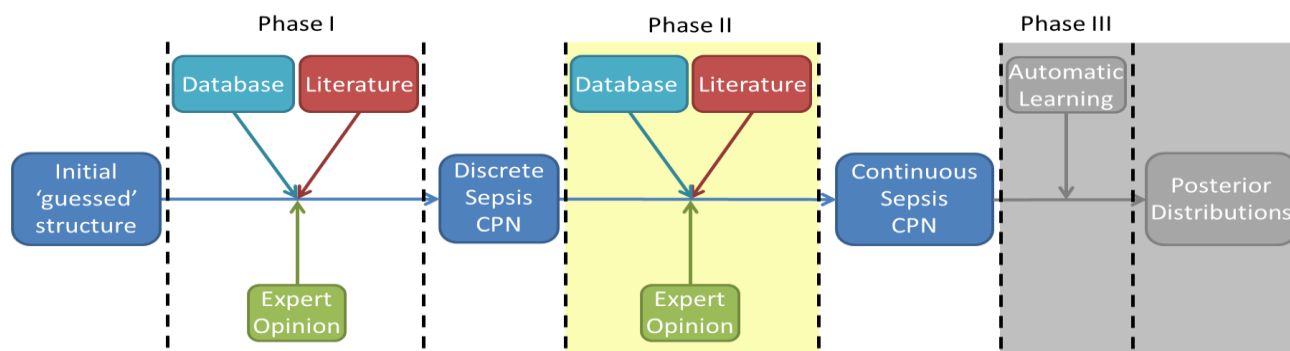 Phase I
Phase II
Phase III
Database
Literature
Database
Literature
Automatic
Learning
Initial
‘guessed’
structure
Discrete
Sepsis
CPN
Continuous
Sepsis
CPN
Posterior
Distributions
Expert
Opinion
Expert
Opinion